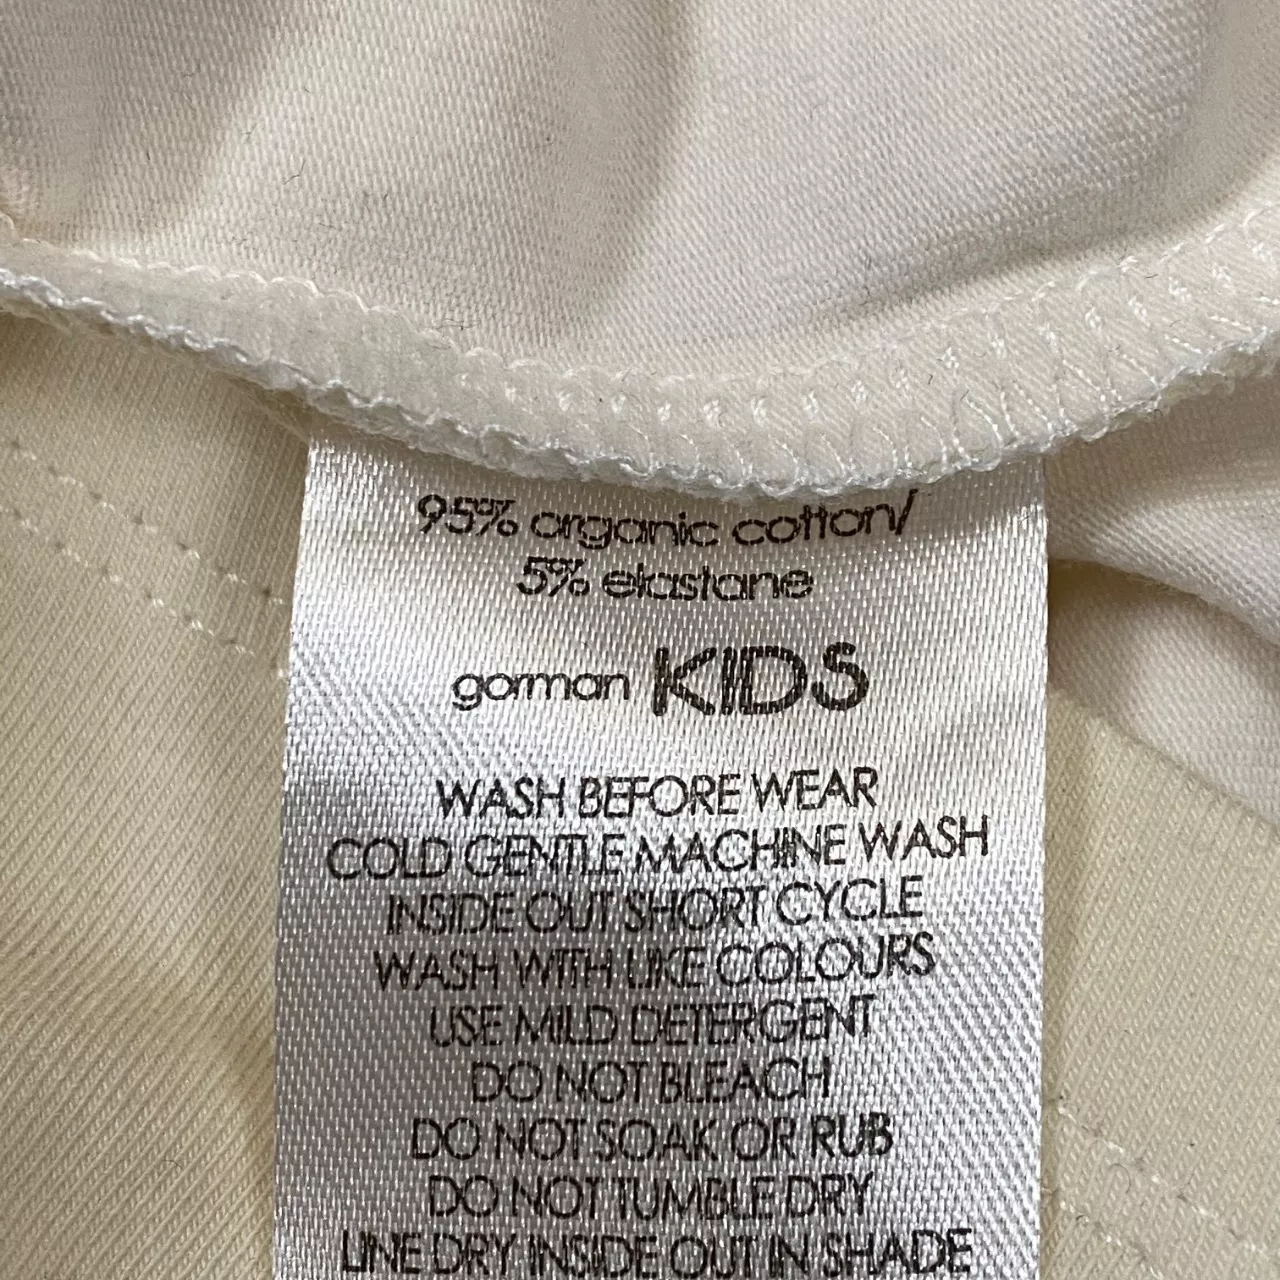 95% organic cotton/
5% elastane
gorman KIDS
WASH BEFORE WEAR
COLD GENTLE MACHINE WASH
INSIDE OUT SHORT CYCLE
WASH WITH LIKE COLOURS
USE MILD DETERGENT
DO NOT BLEACH
DO NOT SOAK OR RUB
DO NOT TUMBLE DRY
LINE DRY INSIDE OUT IN SHADE